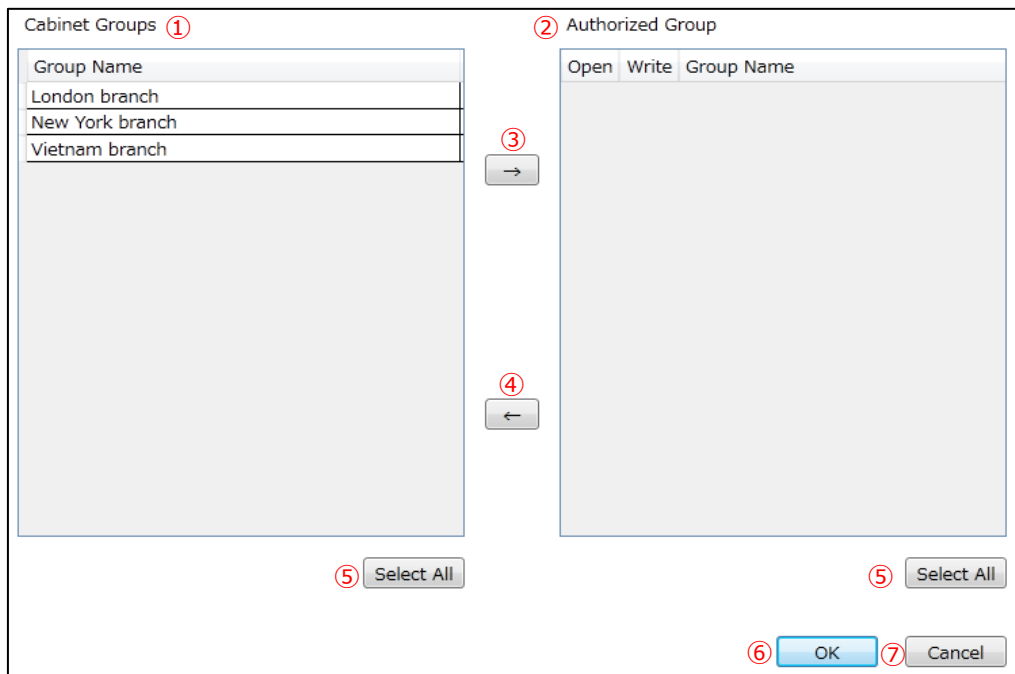 Cabinet Groups ①
② Authorized Group
Group Name
Open Write Group Name
London branch
New York branch
Vietnam branch
③
→
④
←
⑤ Select All
⑤ Select All
⑥ OK ⑦ Cancel